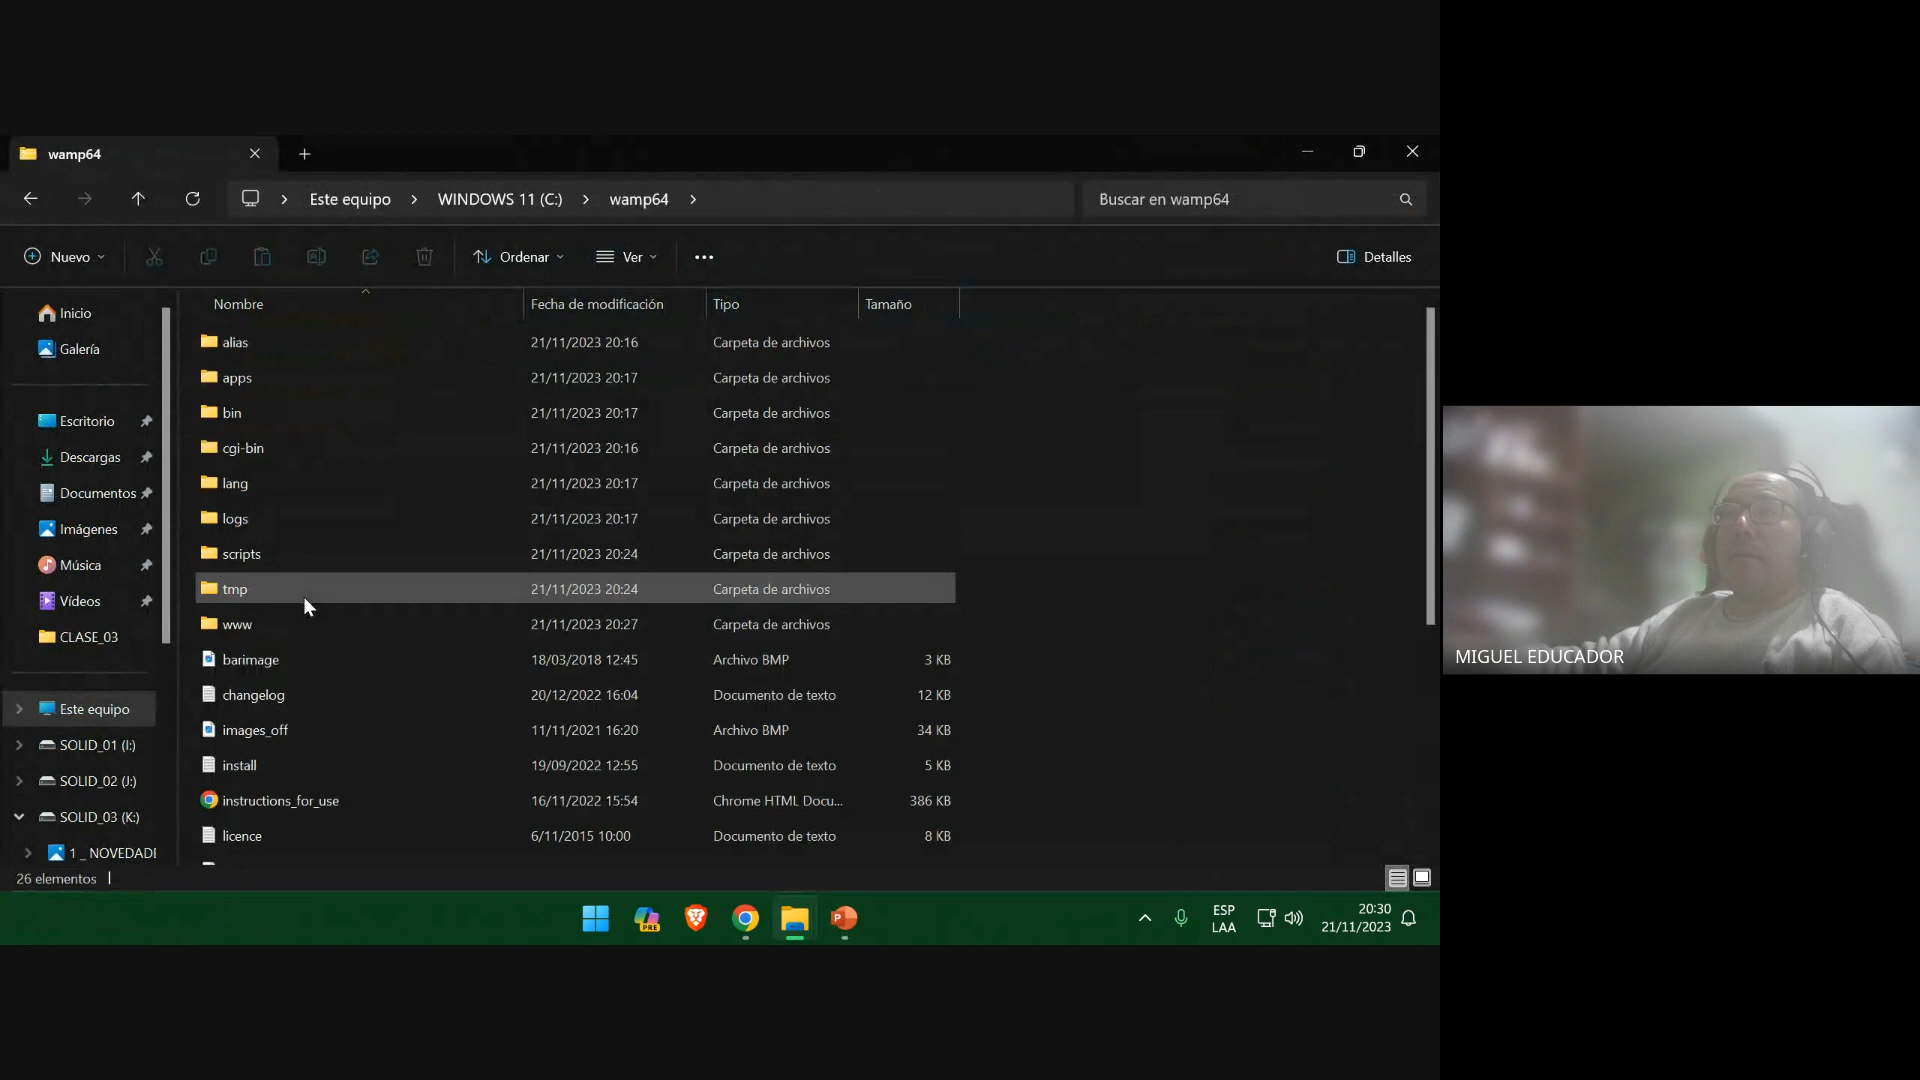 wamp64
Este equipo
WINDOWS 11 (C:)
wamp64
Buscar en wamp64
Nuevo
Ordenar
Ver
Detalles
Nombre
Fecha de modificación
Tipo
Tamaño
Inicio
Galería
Escritorio
Descargas
Documentos
Imágenes
Música
Vídeos
CLASE_03
Este equipo
SOLID_01 (I:)
SOLID_02 (J:)
SOLID_03 (K:)
1 _ NOVEDADE
alias 21/11/2023 20:16 Carpeta de archivos
apps 21/11/2023 20:17 Carpeta de archivos
bin 21/11/2023 20:17 Carpeta de archivos
cgi-bin 21/11/2023 20:16 Carpeta de archivos
lang 21/11/2023 20:17 Carpeta de archivos
logs 21/11/2023 20:17 Carpeta de archivos
scripts 21/11/2023 20:24 Carpeta de archivos
tmp 21/11/2023 20:24 Carpeta de archivos
www 21/11/2023 20:27 Carpeta de archivos
barimage 18/03/2018 12:45 Archivo BMP 3 KB
changelog 20/12/2022 16:04 Documento de texto 12 KB
images_off 11/11/2021 16:20 Archivo BMP 34 KB
install 19/09/2022 12:55 Documento de texto 5 KB
instructions_for_use 16/11/2022 15:54 Chrome HTML Docu... 386 KB
licence 6/11/2015 10:00 Documento de texto 8 KB
26 elementos
PRE
P
ESP
LAA
20:30
21/11/2023
MIGUEL EDUCADOR